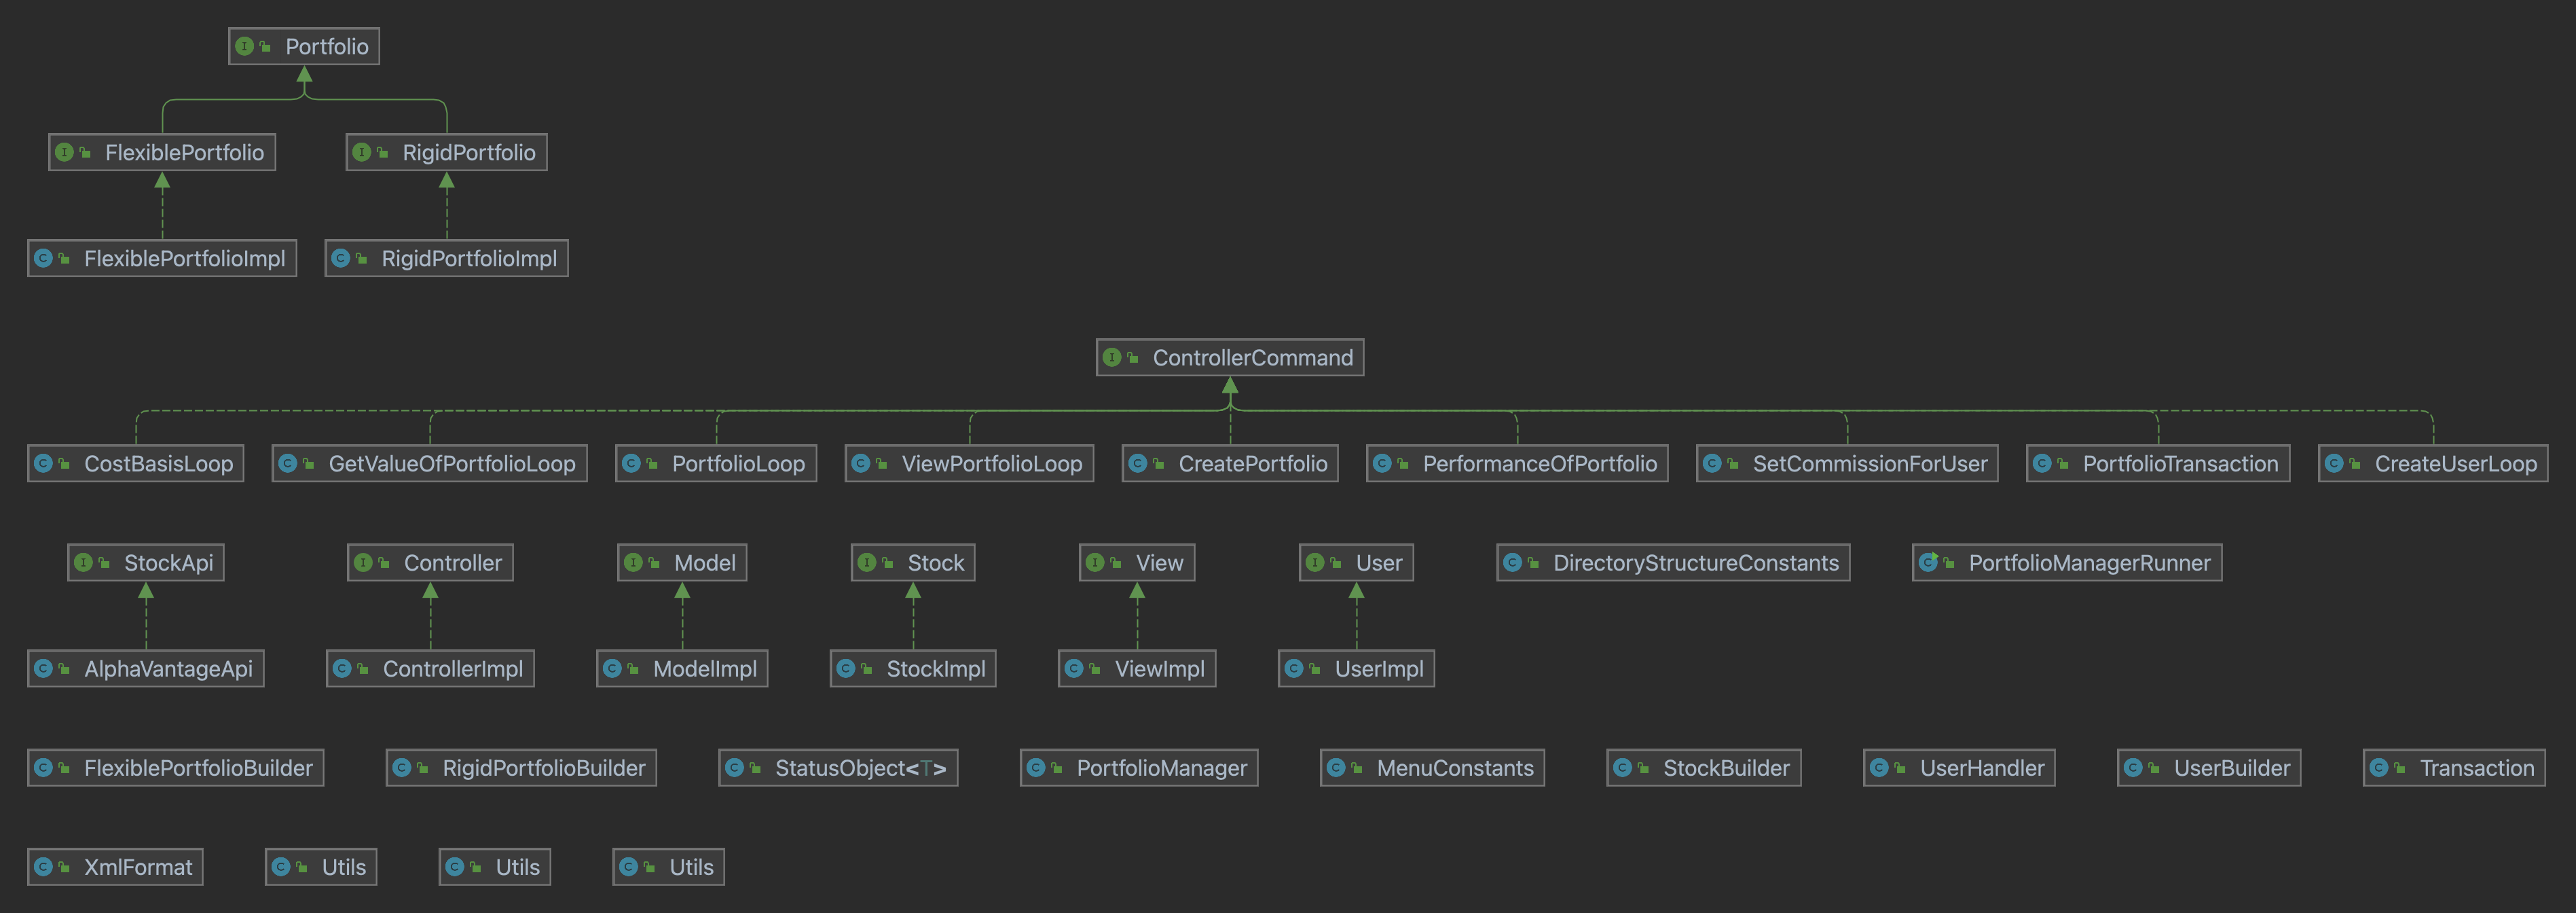 Portfolio
FlexiblePortfolio
RigidPortfolio
FlexiblePortfolioImpl
RigidPortfolioImpl
ControllerCommand
CostBasisLoop
GetValueOfPortfolioLoop
PortfolioLoop
ViewPortfolioLoop
CreatePortfolio
PerformanceOfPortfolio
SetCommissionForUser
PortfolioTransaction
CreateUserLoop
StockApi
Controller
Model
Stock
View
User
DirectoryStructureConstants
PortfolioManagerRunner
AlphaVantageApi
ControllerImpl
ModelImpl
StockImpl
ViewImpl
UserImpl
FlexiblePortfolioBuilder
RigidPortfolioBuilder
StatusObject<T>
PortfolioManager
MenuConstants
StockBuilder
UserHandler
UserBuilder
Transaction
XmlFormat
Utils
Utils
Utils